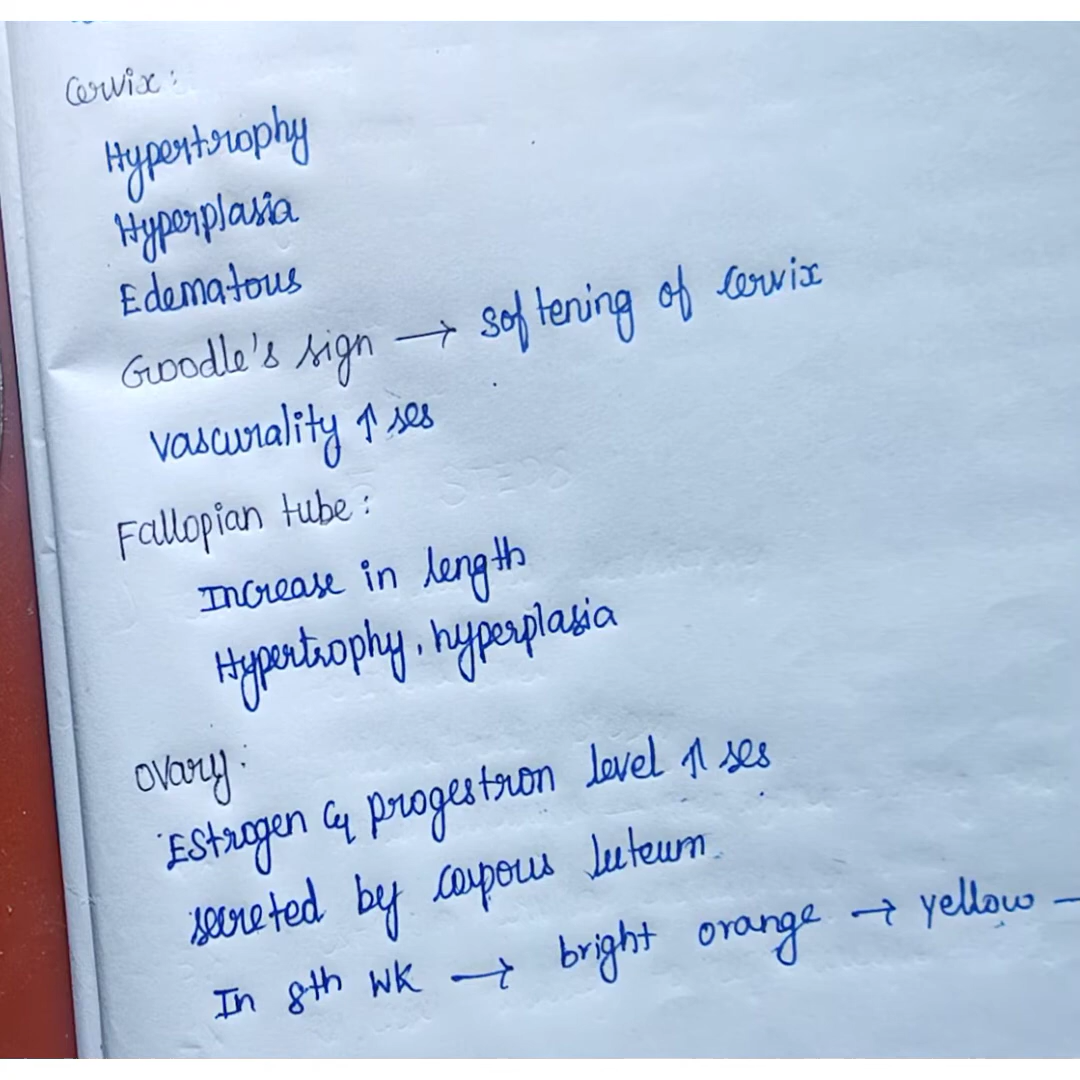 Cervix:
Hypertrophy
Hyperplasia
Edematous
Goodle's sign → softening of cervix
Vascurality ↑ses
Fallopian tube:
Increase in length
Hypertrophy, hyperplasia
Ovary:
Estrogen & progestron level ↑ses
secreted by corpous luteum
In 8th WK → bright orange → yellow –